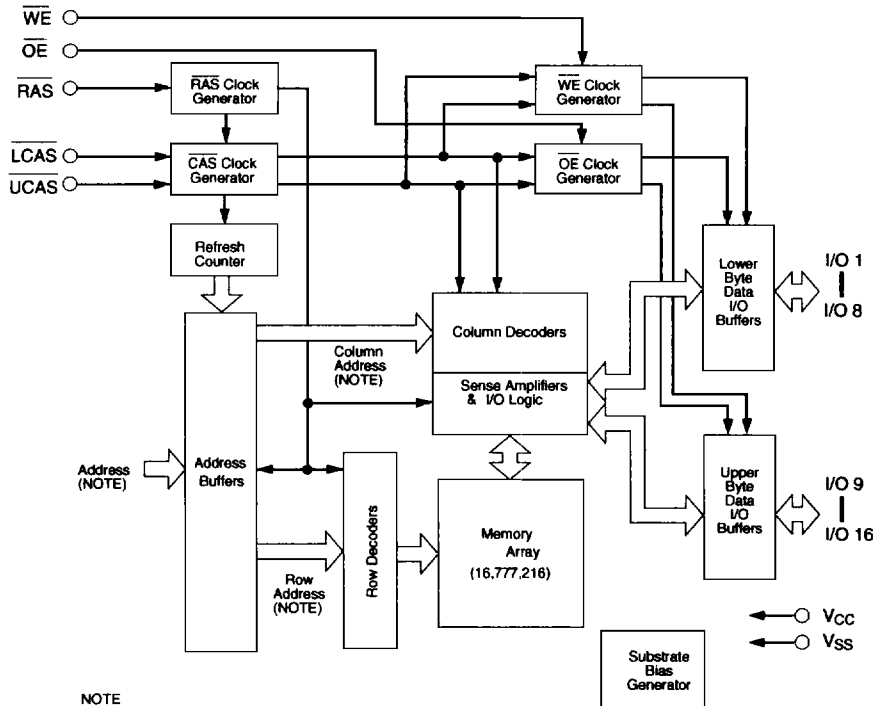 WE
OE
RAS
RAS Clock
Generator
WE Clock
Generator
LCAS
UCAS
CAS Clock
Generator
OE Clock
Generator
Refresh
Counter
Lower
Byte
Data
I/O
Buffers
I/O 1
I/O 8
Column Decoders
Column
Address
(NOTE)
Sense Amplifiers
& I/O Logic
Address
(NOTE)
Address
Buffers
Row Decoders
Row
Address
(NOTE)
Memory
Array
(16,777,216)
Upper
Byte
Data
I/O
Buffers
I/O 9
I/O 16
VCC
VSS
Substrate
Bias
Generator
NOTE